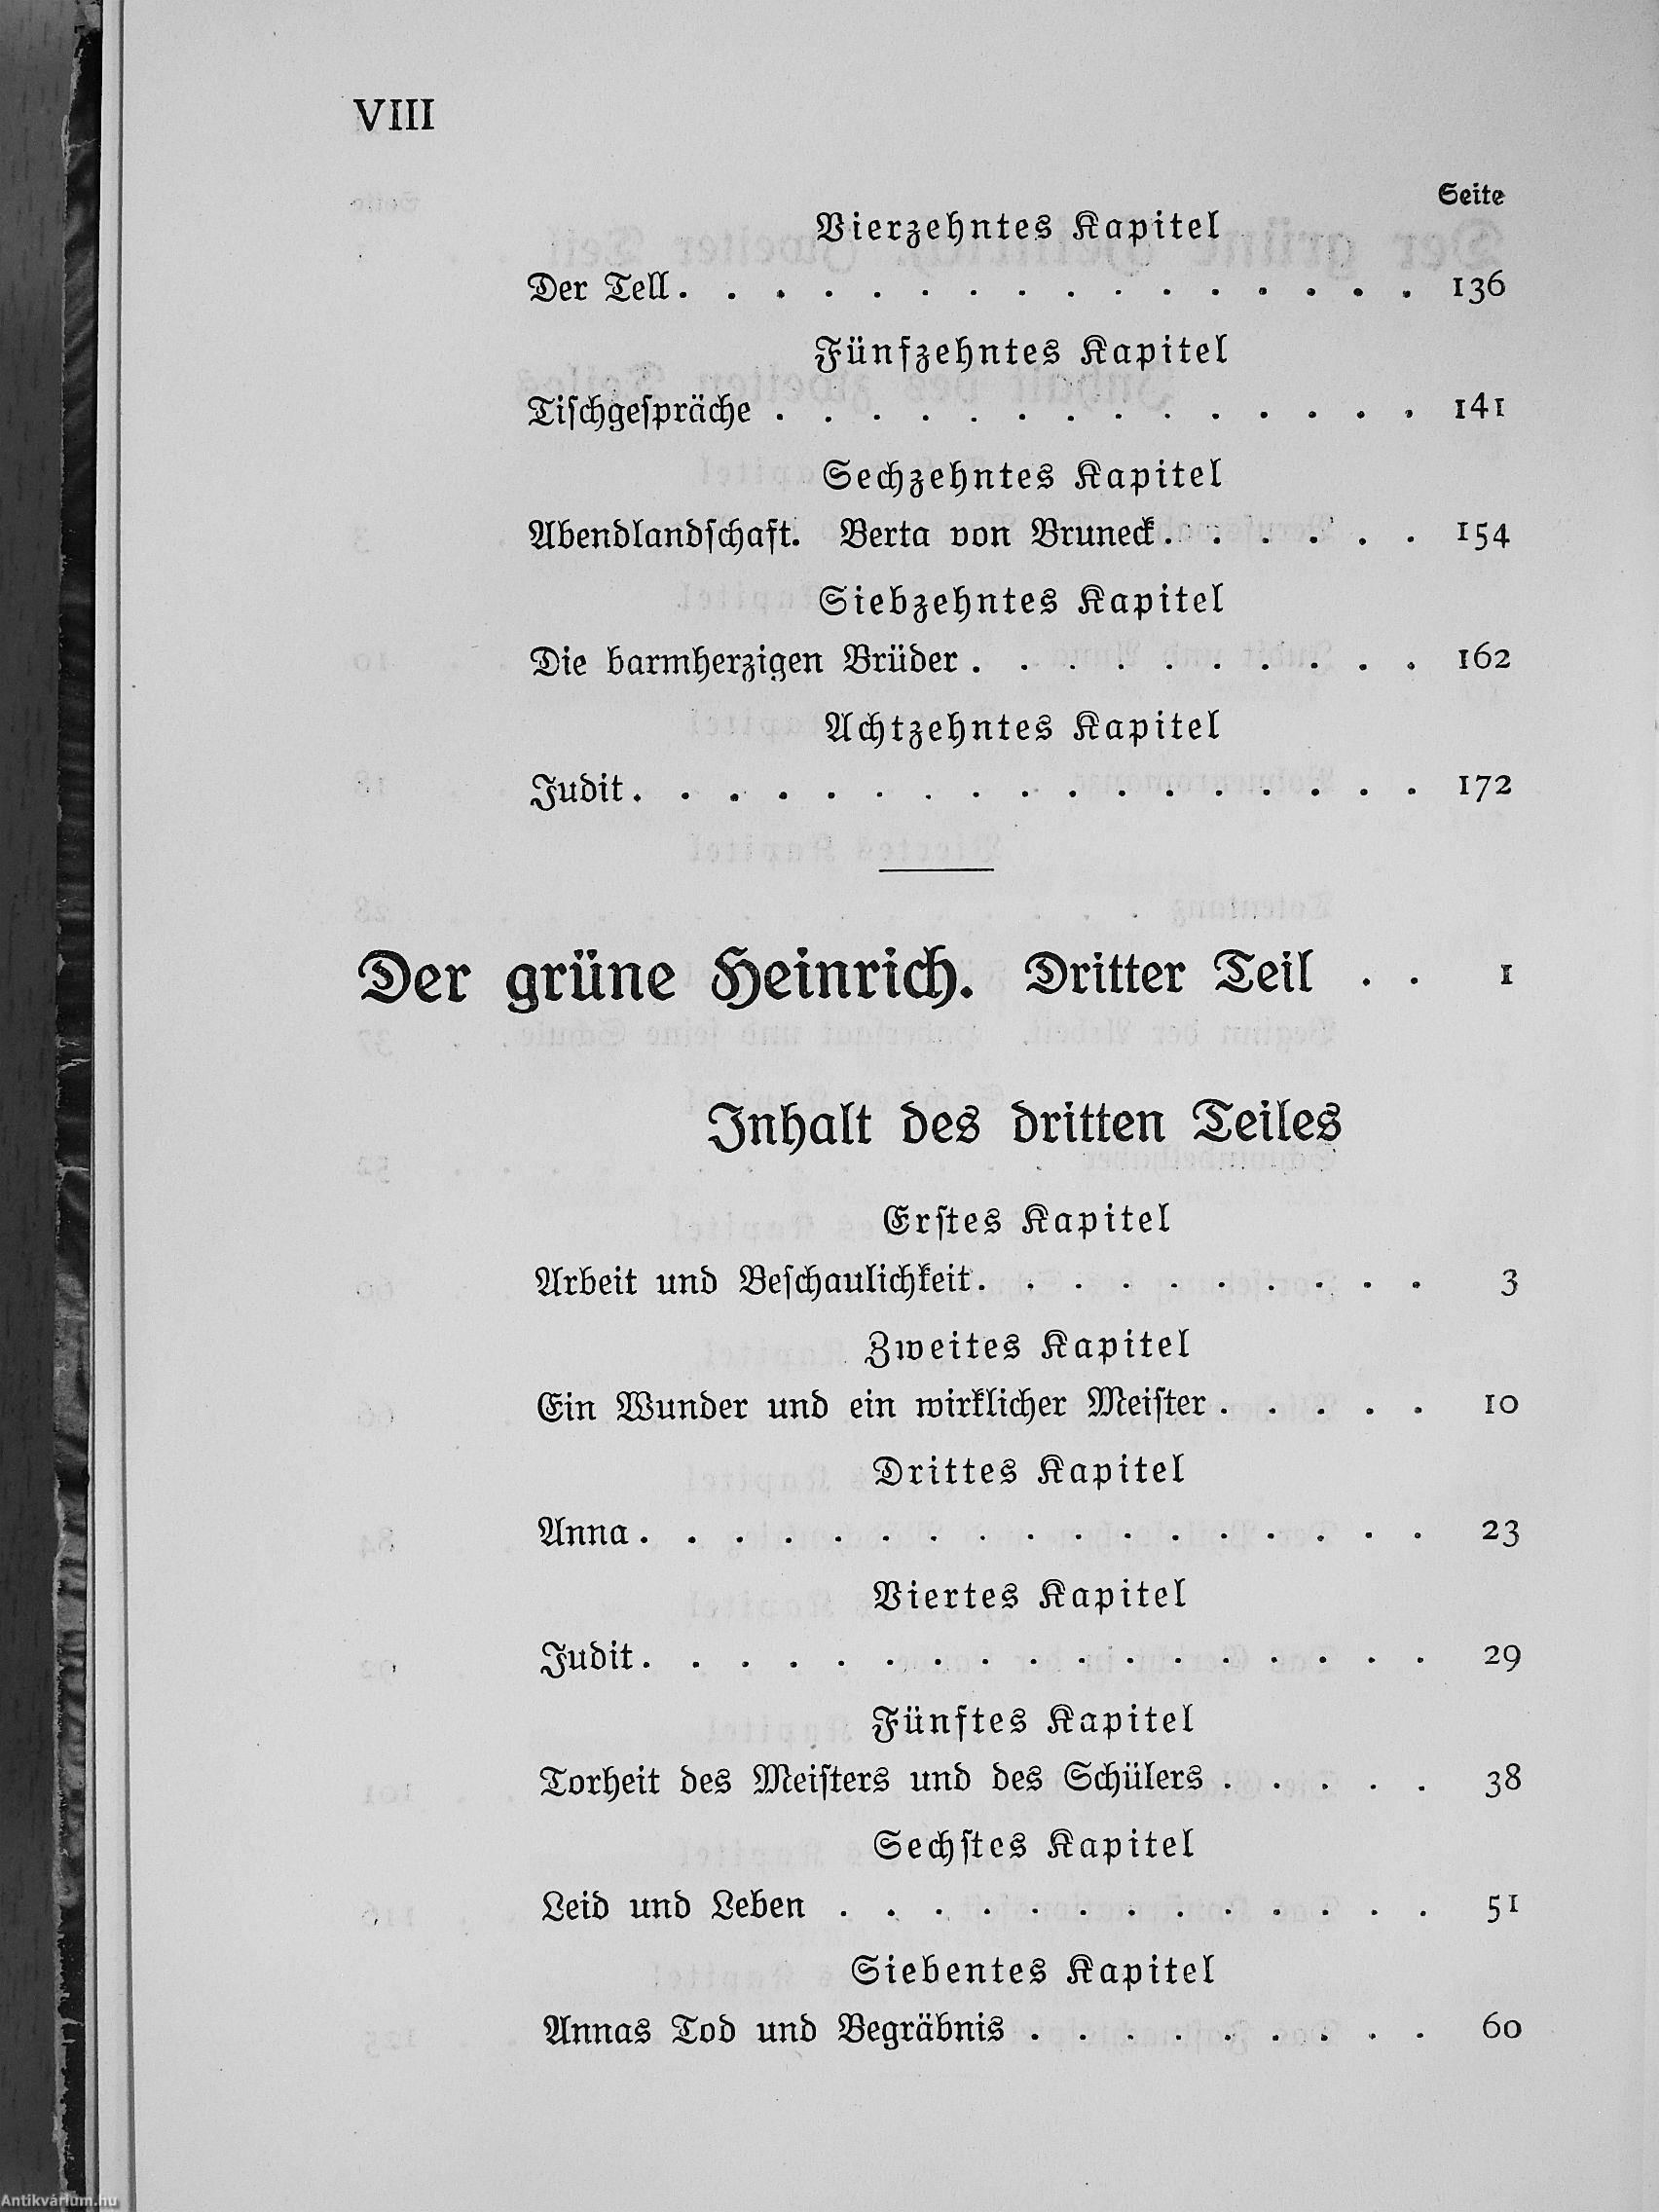 VIII
Seite
Vierzehntes Kapitel
Der Tell . . . . . . . . . . . . . . . . 136
Fünfzehntes Kapitel
Tiſchgeſpräche . . . . . . . . . . . . . . 141
Sechzehntes Kapitel
Abendlandſchaft. Berta von Bruneck . . . . . . 154
Siebzehntes Kapitel
Die barmherzigen Brüder . . . . . . . . . . 162
Achtzehntes Kapitel
Judit . . . . . . . . . . . . . . . . . 172
Der grüne Heinrich. Dritter Teil . . 1
Inhalt des dritten Teiles
Erſtes Kapitel
Arbeit und Beſchaulichkeit . . . . . . . . . . 3
Zweites Kapitel
Ein Wunder und ein wirklicher Meiſter . . . . . 10
Drittes Kapitel
Anna . . . . . . . . . . . . . . . . . 23
Viertes Kapitel
Judit . . . . . . . . . . . . . . . . . 29
Fünftes Kapitel
Torheit des Meiſters und des Schülers . . . . . 38
Sechſtes Kapitel
Leid und Leben . . . . . . . . . . . . . 51
Siebentes Kapitel
Annas Tod und Begräbnis . . . . . . . . . 60
Antikvárium.hu